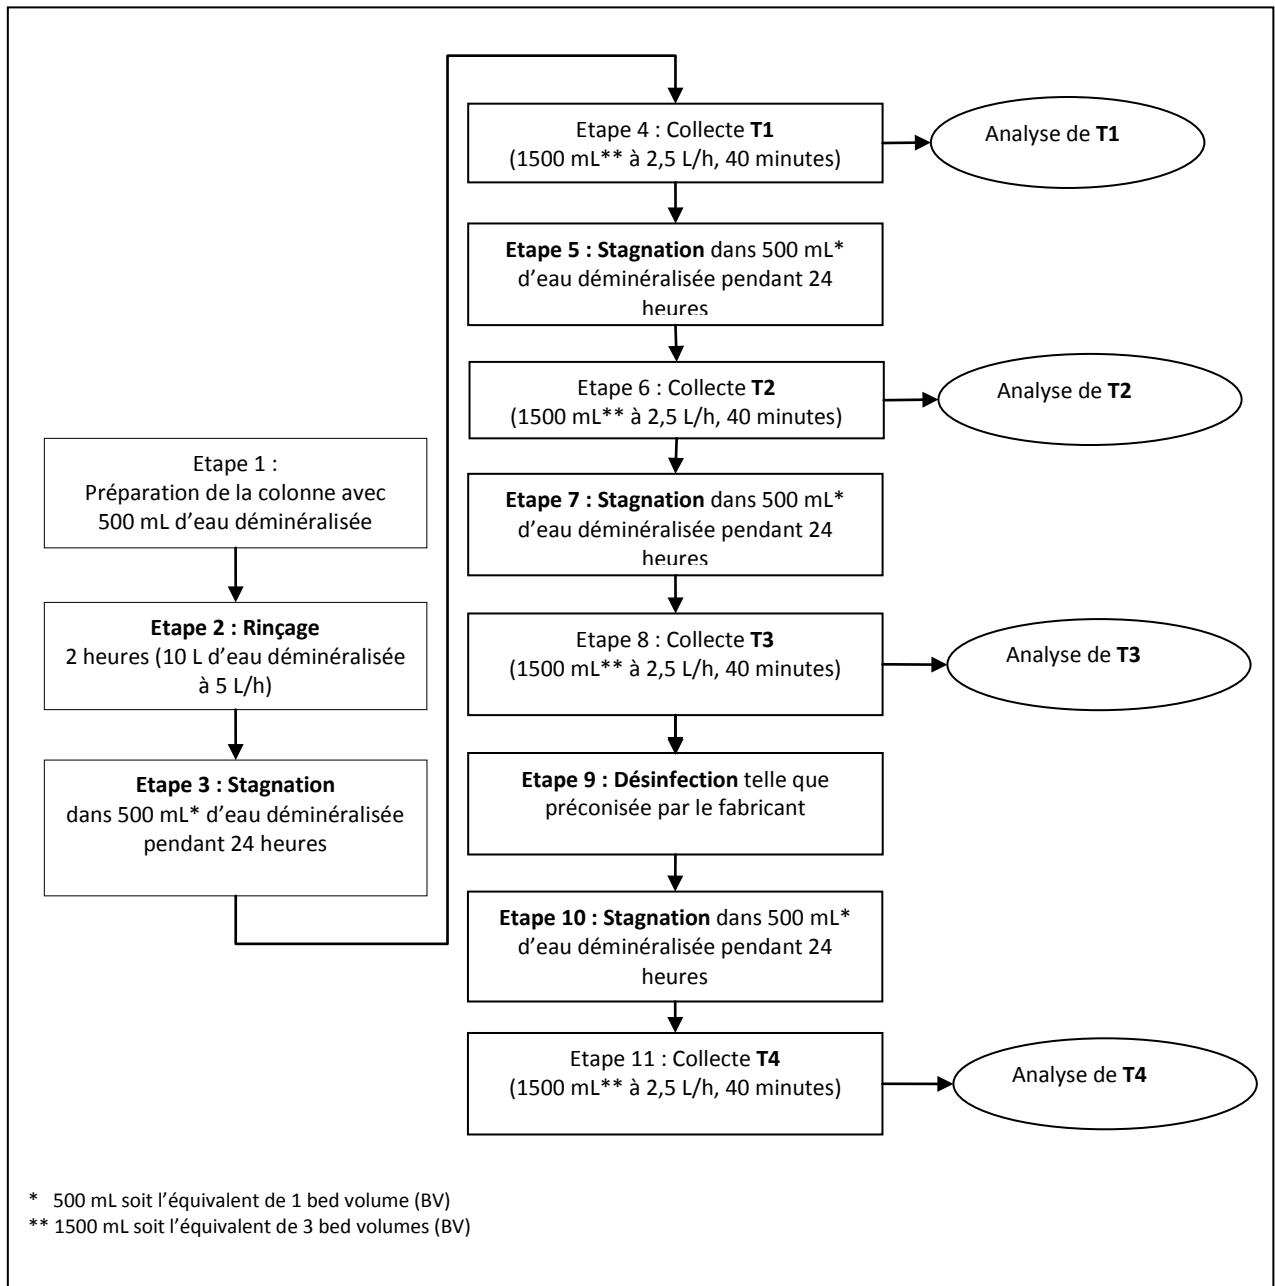 Etape 1 :
Préparation de la colonne avec
500 mL d'eau déminéralisée
Etape 2 : Rinçage
2 heures (10 L d'eau déminéralisée
à 5 L/h)
Etape 3 : Stagnation
dans 500 mL* d'eau déminéralisée
pendant 24 heures
Etape 4 : Collecte T1
(1500 mL** à 2,5 L/h, 40 minutes)
Analyse de T1
Etape 5 : Stagnation dans 500 mL*
d'eau déminéralisée pendant 24
heures
Etape 6 : Collecte T2
(1500 mL** à 2,5 L/h, 40 minutes)
Analyse de T2
Etape 7 : Stagnation dans 500 mL*
d'eau déminéralisée pendant 24
heures
Etape 8 : Collecte T3
(1500 mL** à 2,5 L/h, 40 minutes)
Analyse de T3
Etape 9 : Désinfection telle que
préconisée par le fabricant
Etape 10 : Stagnation dans 500 mL*
d'eau déminéralisée pendant 24
heures
Etape 11 : Collecte T4
(1500 mL** à 2,5 L/h, 40 minutes)
Analyse de T4
* 500 mL soit l'équivalent de 1 bed volume (BV)
** 1500 mL soit l'équivalent de 3 bed volumes (BV)